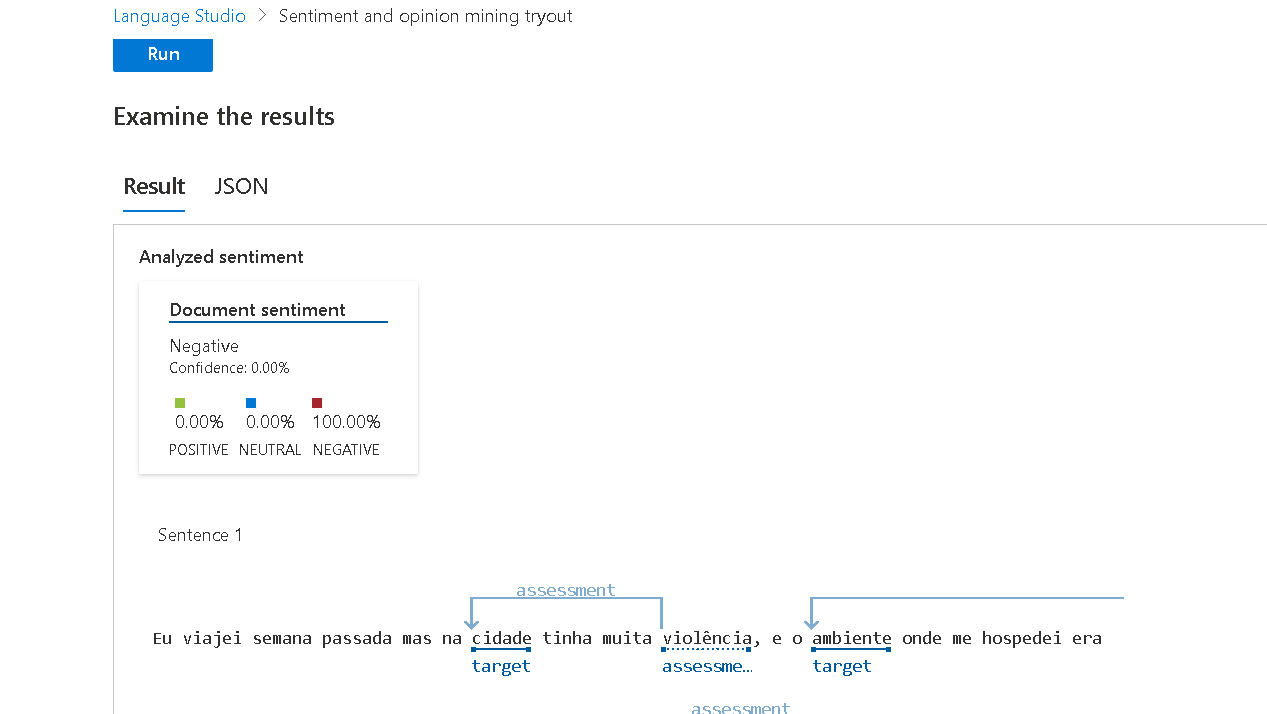 Language Studio > Sentiment and opinion mining tryout
Run
Examine the results
Result JSON
Analyzed sentiment
Document sentiment
Negative
Confidence: 0.00%
0.00% 0.00% 100.00%
POSITIVE NEUTRAL NEGATIVE
Sentence 1
assessment
Eu viajei semana passada mas na cidade tinha muita violência, e o ambiente onde me hospedei era
target assessme... target
assessment